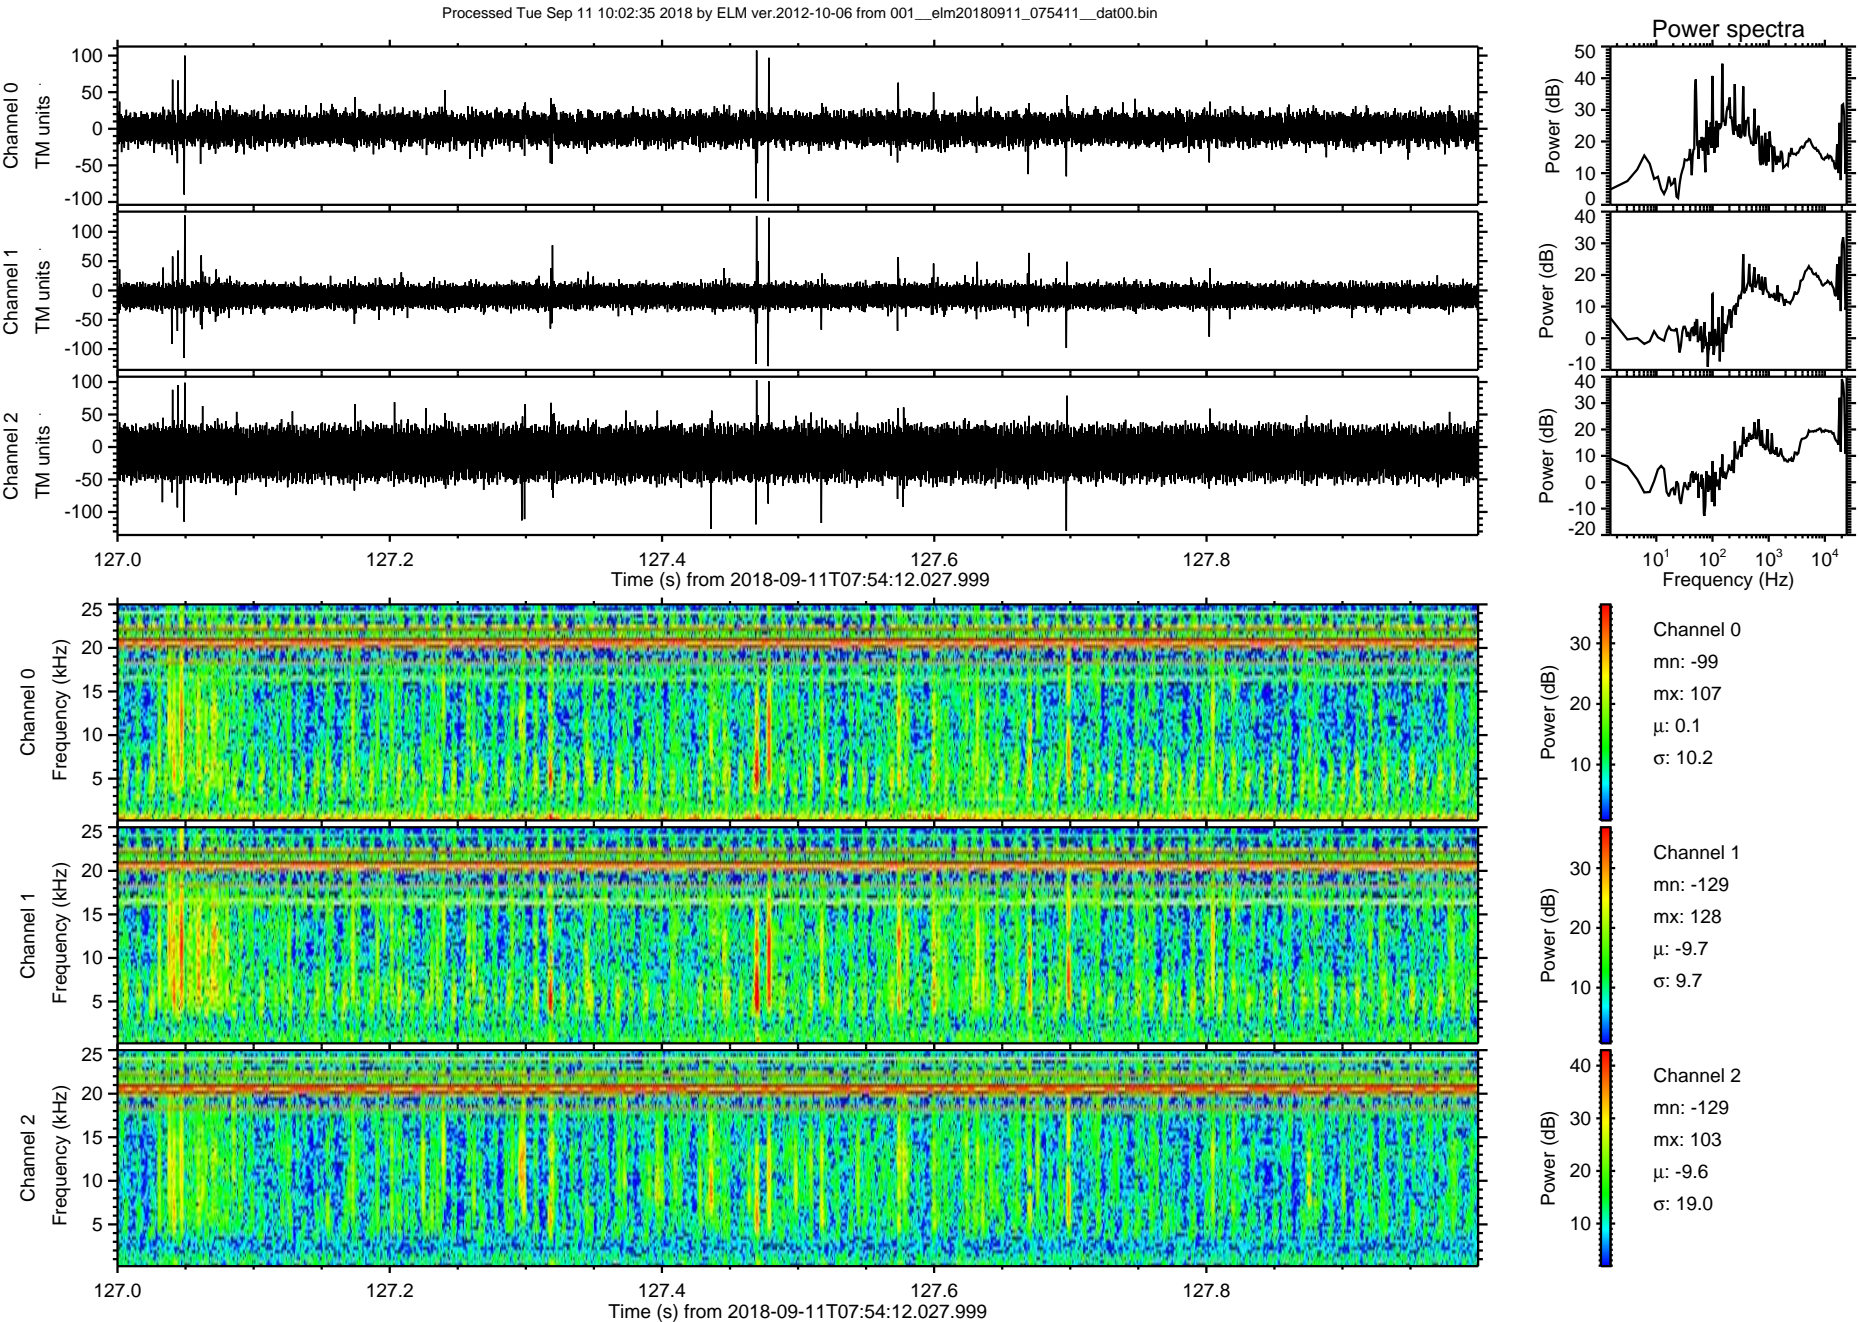 Processed Tue Sep 11 10:02:35 2018 by ELM ver.2012-10-06 from 001__elm20180911_075411__dat00.bin
Power spectra
Channel 0
TM units
100
50
0
-50
-100
Power (dB)
50
40
30
20
10
0
Channel 1
TM units
100
50
0
-50
-100
Power (dB)
40
30
20
10
0
-10
Channel 2
TM units
100
50
0
-50
-100
Power (dB)
40
30
20
10
0
-10
-20
127.0 127.2 127.4 127.6 127.8
Time (s) from 2018-09-11T07:54:12.027.999
10^1 10^2 10^3 10^4
Frequency (Hz)
Channel 0
Frequency (kHz)
25
20
15
10
5
Power (dB)
30
20
10
Channel 0
mn: -99
mx: 107
μ: 0.1
σ: 10.2
Channel 1
Frequency (kHz)
25
20
15
10
5
Power (dB)
30
20
10
Channel 1
mn: -129
mx: 128
μ: -9.7
σ: 9.7
Channel 2
Frequency (kHz)
25
20
15
10
5
Power (dB)
40
30
20
10
Channel 2
mn: -129
mx: 103
μ: -9.6
σ: 19.0
127.0 127.2 127.4 127.6 127.8
Time (s) from 2018-09-11T07:54:12.027.999